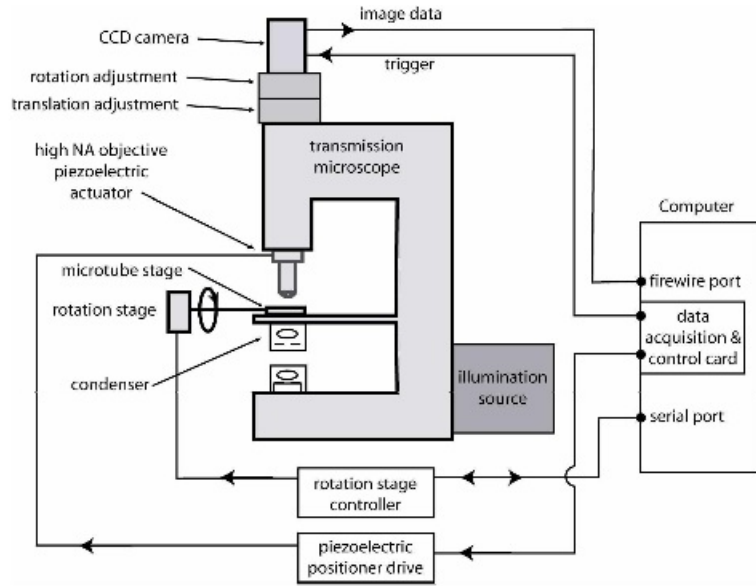 CCD camera
image data
rotation adjustment
trigger
translation adjustment
high NA objective
piezoelectric
actuator
transmission
microscope
Computer
microtube stage
firewire port
rotation stage
data
acquisition &
control card
condenser
illumination
source
serial port
rotation stage
controller
piezoelectric
positioner drive